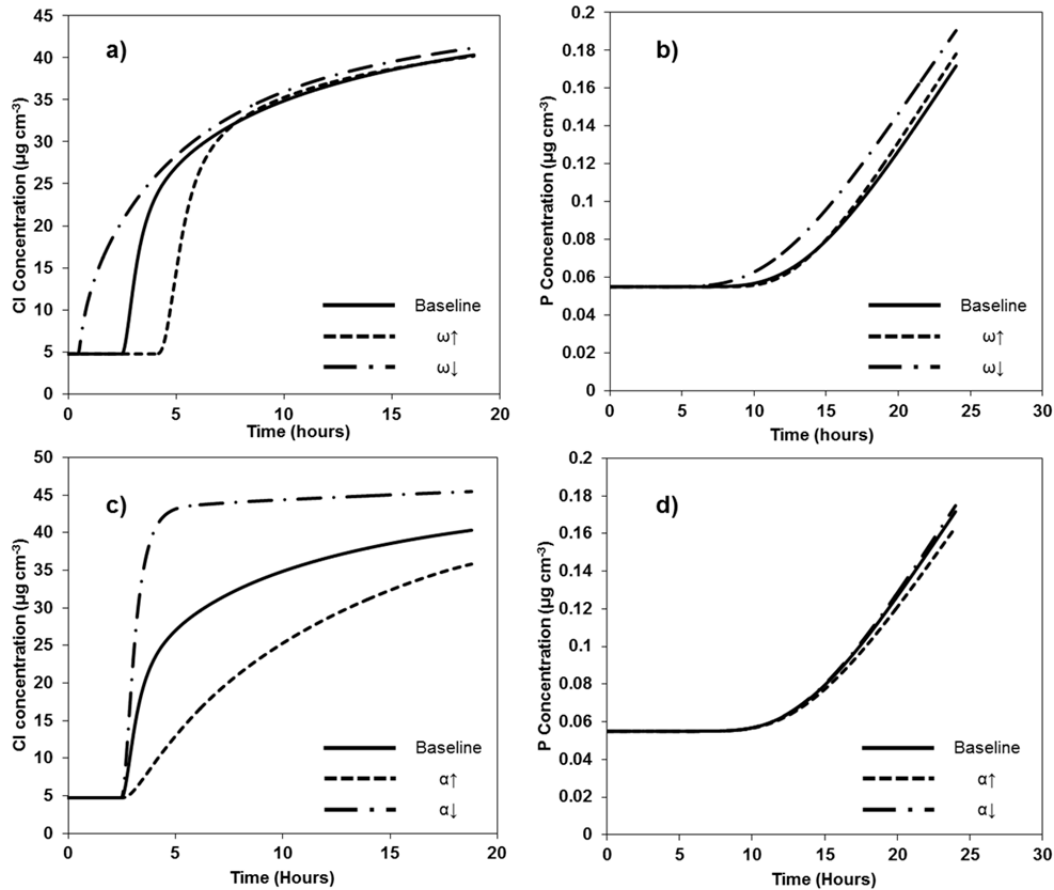 a)
Cl Concentration (µg cm-3)
45
40
35
30
25
20
15
10
5
0
0 5 10 15 20
Time (hours)
Baseline
ω↑
ω↓
b)
P Concentration (µg cm-3)
0.2
0.18
0.16
0.14
0.12
0.1
0.08
0.06
0.04
0.02
0
0 5 10 15 20 25 30
Time (hours)
Baseline
ω↑
ω↓
c)
Cl concentration (µg cm-3)
50
45
40
35
30
25
20
15
10
5
0
0 5 10 15 20
Time (Hours)
Baseline
α↑
α↓
d)
P Concentration (µg cm-3)
0.2
0.18
0.16
0.14
0.12
0.1
0.08
0.06
0.04
0.02
0
0 5 10 15 20 25 30
Time (Hours)
Baseline
α↑
α↓